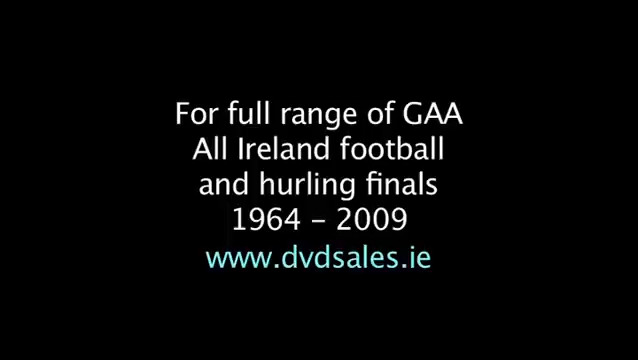 For full range of GAA
All Ireland football
and hurling finals
1964 - 2009
www.dvdsales.ie